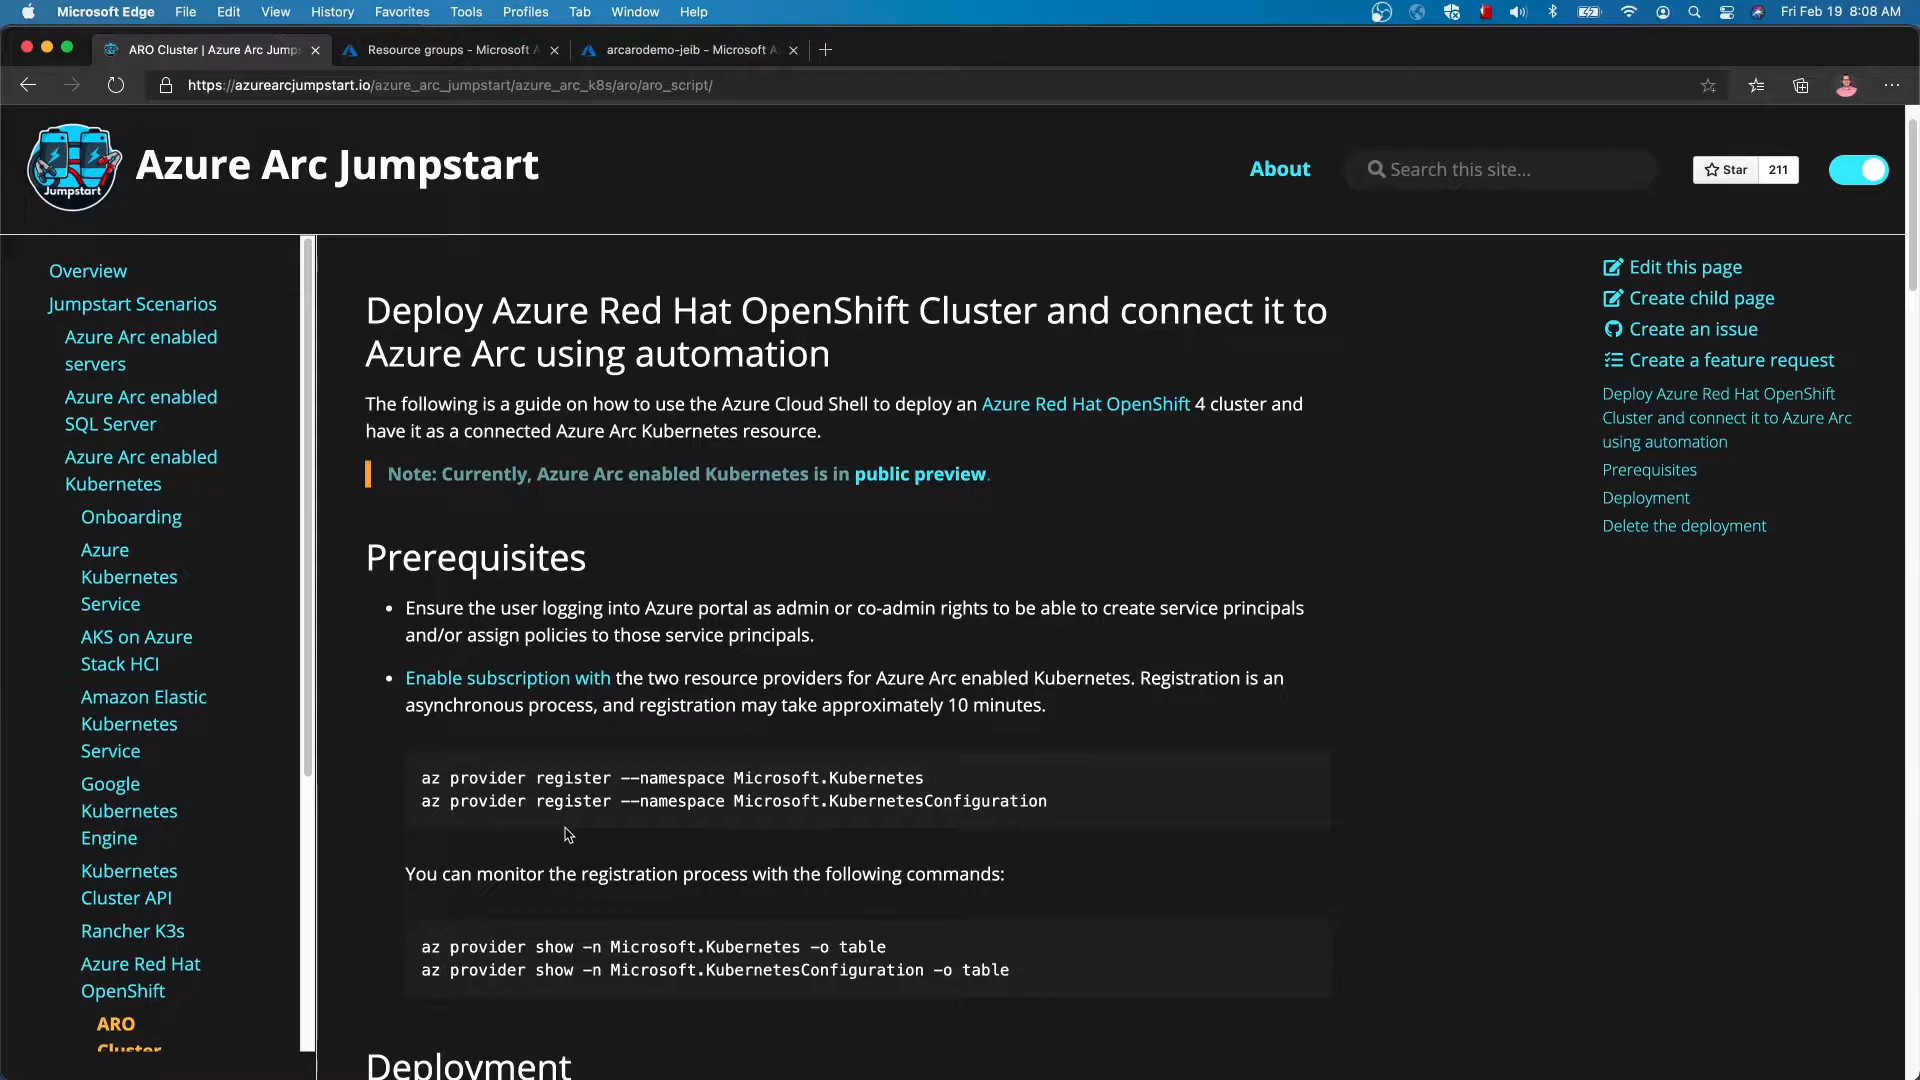 Microsoft Edge File Edit View History Favorites Tools Profiles Tab Window Help Fri Feb 19 8:08 AM
ARO Cluster | Azure Arc Jumps
Resource groups - Microsoft A
arcarodemo-jeib - Microsoft A
https://azurearcjumpstart.io/azure_arc_jumpstart/azure_arc_k8s/aro/aro_script/
Jumpstart
Azure Arc Jumpstart
About
Search this site...
Star 211
Overview
Jumpstart Scenarios
Azure Arc enabled
servers
Azure Arc enabled
SQL Server
Azure Arc enabled
Kubernetes
Onboarding
Azure
Kubernetes
Service
AKS on Azure
Stack HCI
Amazon Elastic
Kubernetes
Service
Google
Kubernetes
Engine
Kubernetes
Cluster API
Rancher K3s
Azure Red Hat
OpenShift
ARO
Cluster
Deploy Azure Red Hat OpenShift Cluster and connect it to
Azure Arc using automation
The following is a guide on how to use the Azure Cloud Shell to deploy an Azure Red Hat OpenShift 4 cluster and
have it as a connected Azure Arc Kubernetes resource.
Note: Currently, Azure Arc enabled Kubernetes is in public preview.
Prerequisites
• Ensure the user logging into Azure portal as admin or co-admin rights to be able to create service principals
and/or assign policies to those service principals.
• Enable subscription with the two resource providers for Azure Arc enabled Kubernetes. Registration is an
asynchronous process, and registration may take approximately 10 minutes.
az provider register --namespace Microsoft.Kubernetes
az provider register --namespace Microsoft.KubernetesConfiguration
You can monitor the registration process with the following commands:
az provider show -n Microsoft.Kubernetes -o table
az provider show -n Microsoft.KubernetesConfiguration -o table
Deployment
Edit this page
Create child page
Create an issue
Create a feature request
Deploy Azure Red Hat OpenShift
Cluster and connect it to Azure Arc
using automation
Prerequisites
Deployment
Delete the deployment